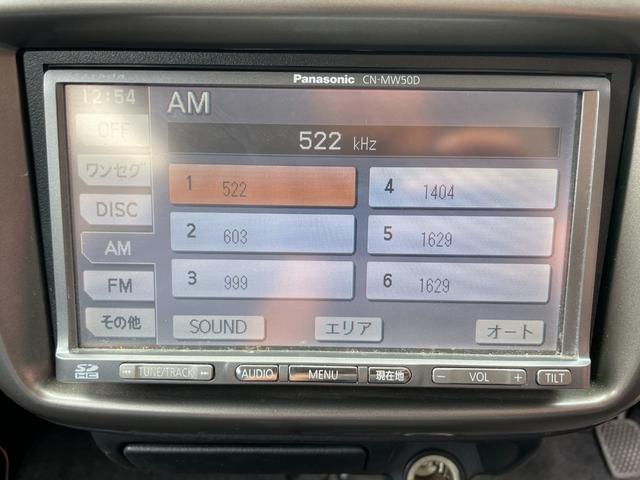 Panasonic CN-MW50D
12:54
AM
OFF
522 kHz
ワンセグ
1 522
4 1404
DISC
2 603
5 1629
AM
3 999
6 1629
FM
その他
SOUND
エリア
オート
SD HC
TUNE/TRACK
AUDIO
MENU
現在地
− VOL +
TILT